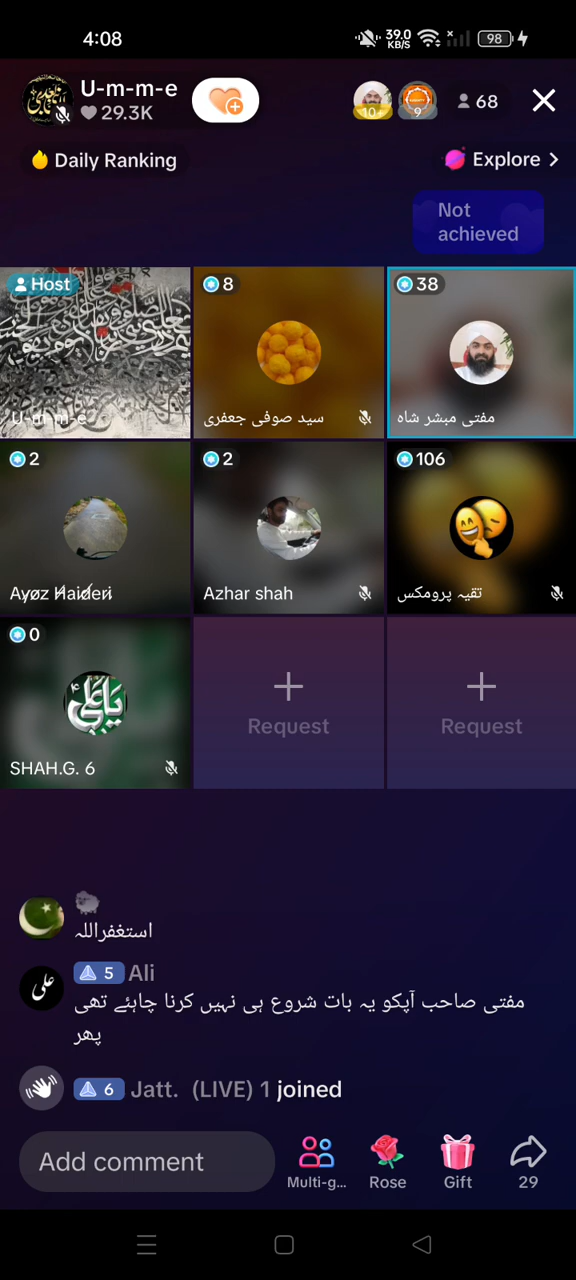 4:08
39.0
KB/S
98
U-m-m-e
29.3K
10
9
68
Daily Ranking
Explore >
Not
achieved
Host
U-m-m-e
8
سید صوفی جعفری
38
مفتی مبشر شاہ
2
Ayøz Haideri
2
Azhar shah
106
تقیہ پرومکس
0
یا علی
SHAH.G. 6
Request
Request
استغفراللہ
علی
5 Ali
مفتی صاحب آپکو یہ بات شروع ہی نہیں کرنا چاہئے تھی
پھر
6 Jatt. (LIVE) 1 joined
Add comment
Multi-g...
Rose
Gift
29